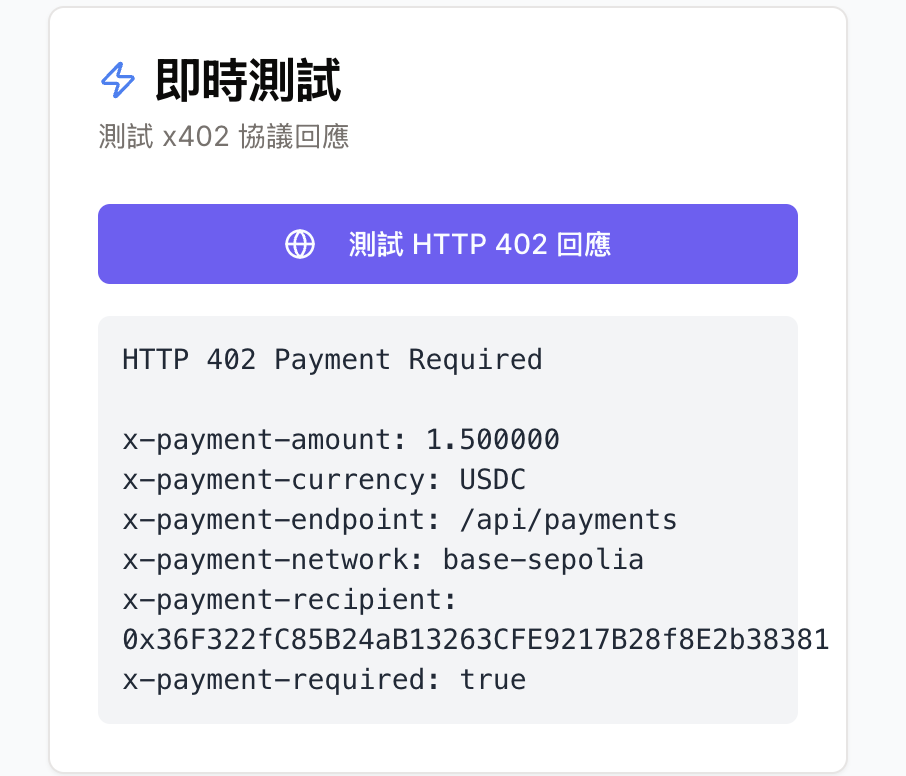 即時測試
測試 x402 協議回應
測試 HTTP 402 回應
HTTP 402 Payment Required
x-payment-amount: 1.500000
x-payment-currency: USDC
x-payment-endpoint: /api/payments
x-payment-network: base-sepolia
x-payment-recipient:
0x36F322fC85B24aB13263CFE9217B28f8E2b38381
x-payment-required: true